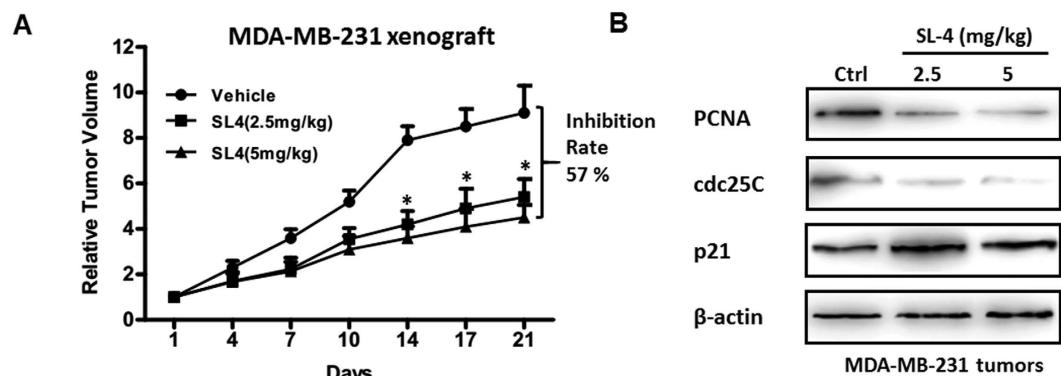 A
MDA-MB-231 xenograft
12
10
8
6
4
2
0
Relative Tumor Volume
Vehicle
SL4(2.5mg/kg)
SL4(5mg/kg)
*
*
*
Inhibition
Rate
57 %
1 4 7 10 14 17 21
Days
B
SL-4 (mg/kg)
Ctrl 2.5 5
PCNA
cdc25C
p21
β-actin
MDA-MB-231 tumors